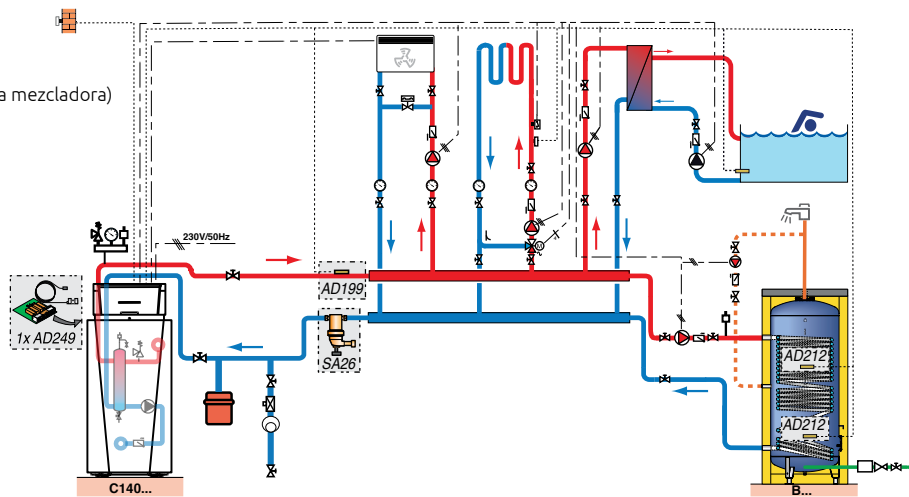 a mezcladora)
230V/50Hz
AD199
1x AD249
SA26
AD212
AD212
M
C140...
B...